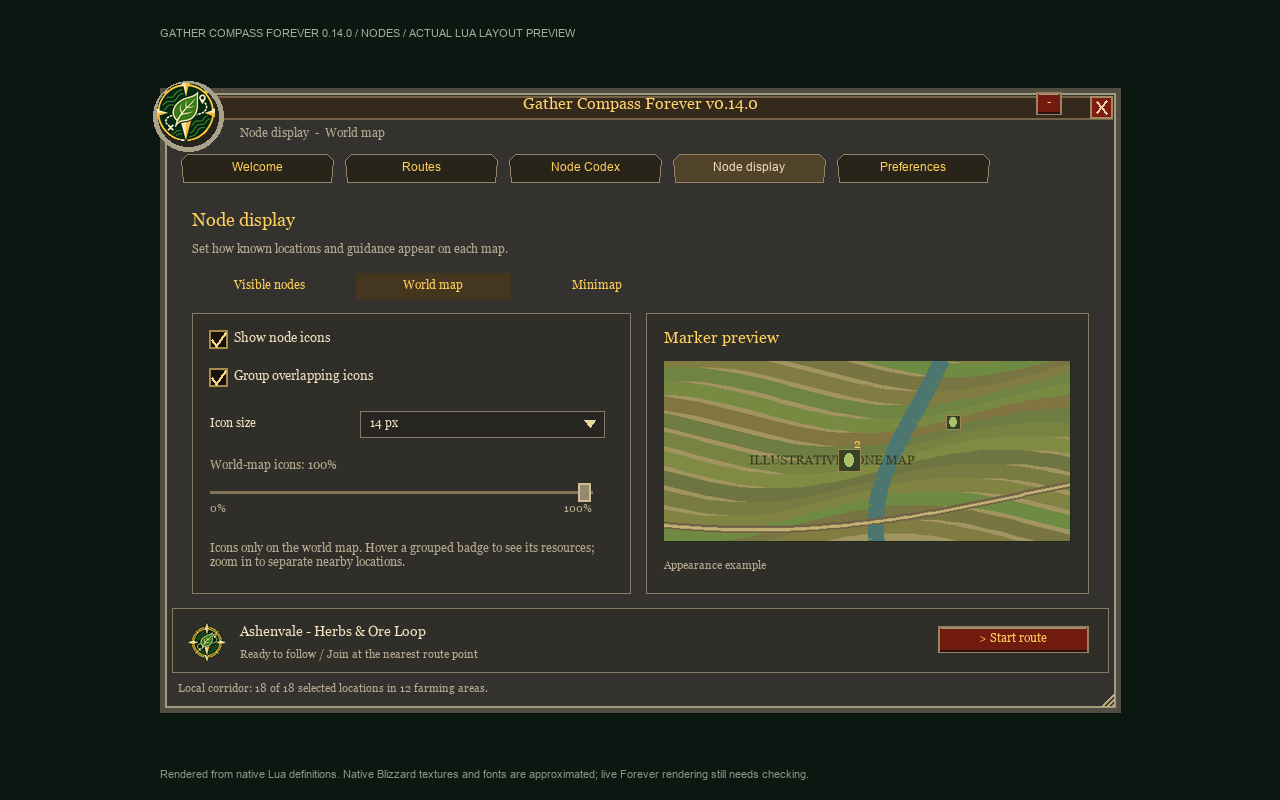 GATHER COMPASS FOREVER 0.14.0 / NODES / ACTUAL LUA LAYOUT PREVIEW
Gather Compass Forever v0.14.0
-
X
Node display - World map
Welcome
Routes
Node Codex
Node display
Preferences
Node display
Set how known locations and guidance appear on each map.
Visible nodes
World map
Minimap
Show node icons
Group overlapping icons
Icon size
14 px
World-map icons: 100%
0%
100%
Icons only on the world map. Hover a grouped badge to see its resources;
zoom in to separate nearby locations.
Marker preview
2
ILLUSTRATIVE ZONE MAP
Appearance example
Ashenvale - Herbs & Ore Loop
Ready to follow / Join at the nearest route point
> Start route
Local corridor: 18 of 18 selected locations in 12 farming areas.
Rendered from native Lua definitions. Native Blizzard textures and fonts are approximated; live Forever rendering still needs checking.